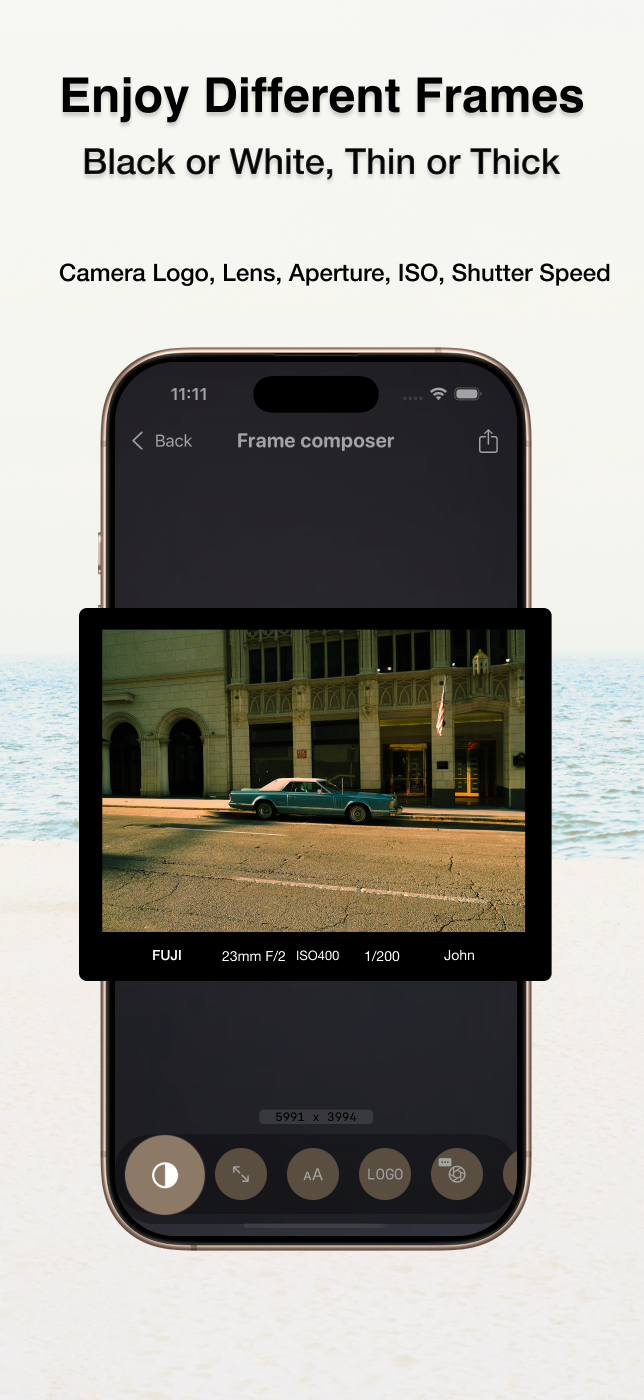 Enjoy Different Frames
Black or White, Thin or Thick
Camera Logo, Lens, Aperture, ISO, Shutter Speed
11:11
Back Frame composer
FUJI 23mm F/2 ISO400 1/200 John
5991 x 3994
AA LOGO